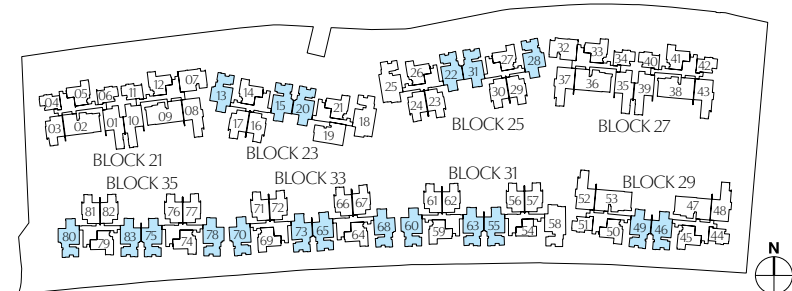 04 05 06 11 12 07
03 02 01 10 09 08
BLOCK 21
13 14 15 20 21 18
17 16 19
BLOCK 23
25 26 22 31 27 28
24 23 30 29
BLOCK 25
32 33 34 40 41 42
37 36 35 39 38 43
BLOCK 27
BLOCK 35
81 82 76 77
80 79 83 75 74 78
BLOCK 33
71 72 66 67
70 69 73 65 64 68
BLOCK 31
61 62 56 57
60 59 63 55 54 58
BLOCK 29
52 53 47 48
51 50 49 46 45 44
N